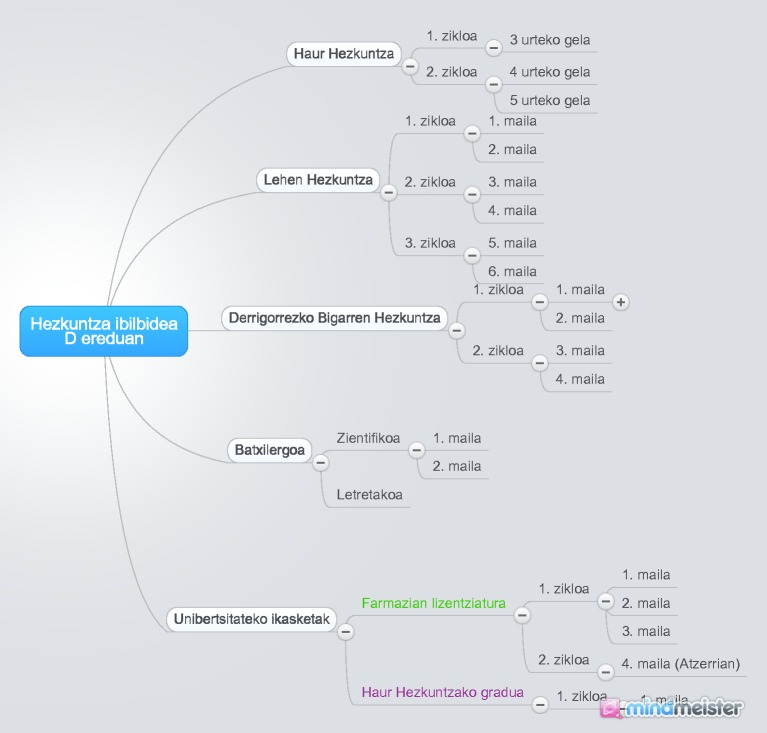 Hezkuntza ibilbidea
D ereduan
Haur Hezkuntza
1. zikloa
3 urteko gela
2. zikloa
4 urteko gela
5 urteko gela
Lehen Hezkuntza
1. zikloa
1. maila
2. maila
2. zikloa
3. maila
4. maila
3. zikloa
5. maila
6. maila
Derrigorrezko Bigarren Hezkuntza
1. zikloa
1. maila
2. maila
2. zikloa
3. maila
4. maila
Batxilergoa
Zientifikoa
1. maila
2. maila
Letretakoa
Unibertsitateko ikasketak
Farmazian lizentziatura
1. zikloa
1. maila
2. maila
3. maila
2. zikloa
4. maila (Atzerrian)
Haur Hezkuntzako gradua
1. zikloa
1. maila
mindmeister